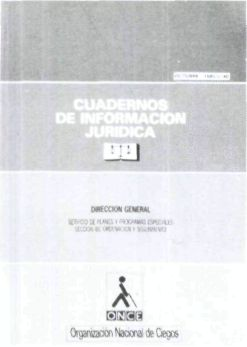 CUADERNOS
DE INFORMACION
JURIDICA
DIRECCION GENERAL
SERVICIO DE PLANES Y PROGRAMAS ESPECIALES
SECCION DE ORDENACION Y SEGUIMIENTO
ONCE
Organización Nacional de Ciegos